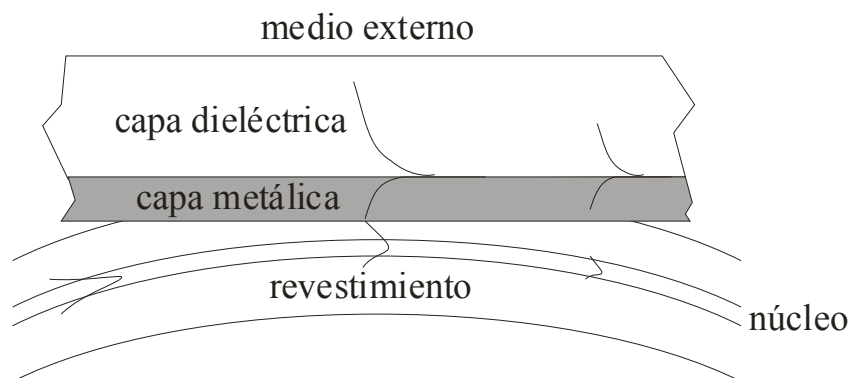 medio externo
capa dieléctrica
capa metálica
revestimiento
núcleo